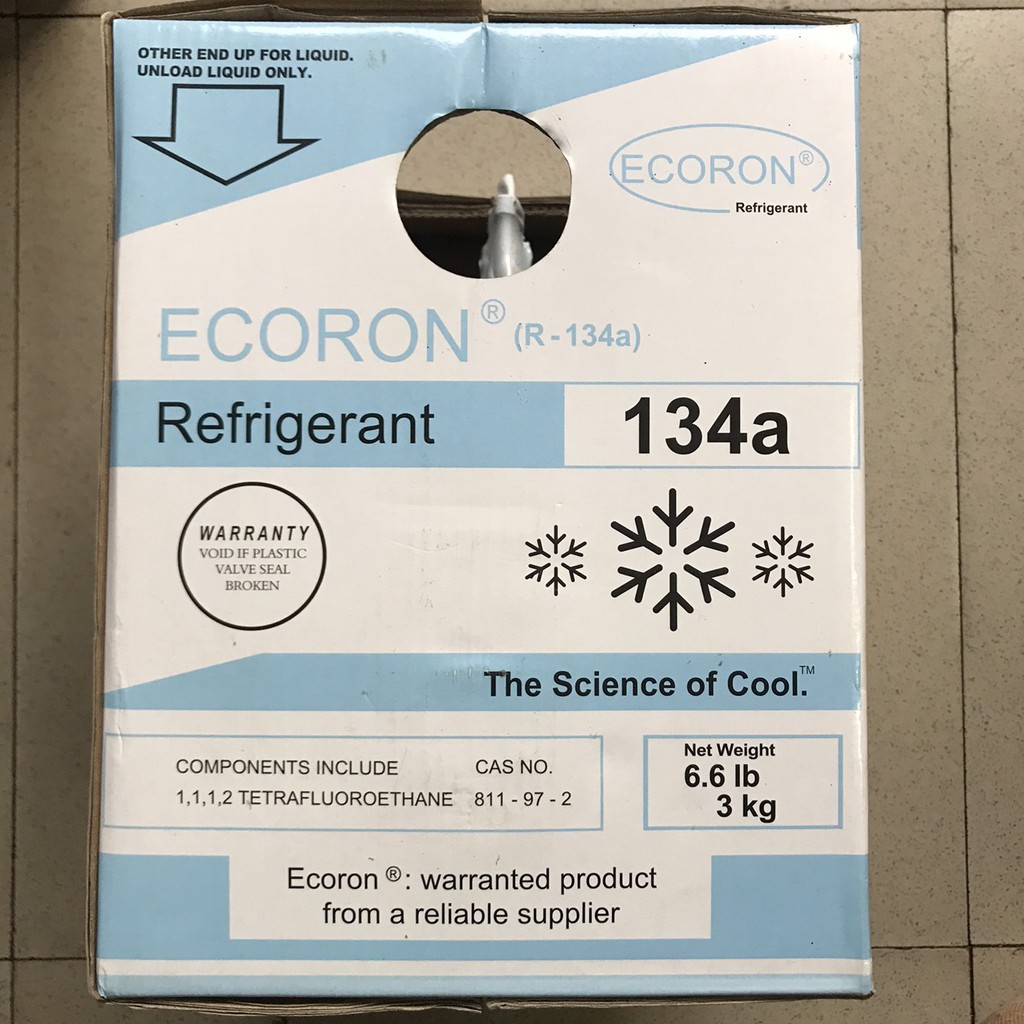 OTHER END UP FOR LIQUID.
UNLOAD LIQUID ONLY.
ECORON®
Refrigerant
ECORON® (R-134a)
Refrigerant
134a
WARRANTY
VOID IF PLASTIC
VALVE SEAL
BROKEN
The Science of Cool.™
COMPONENTS INCLUDE CAS NO.
1,1,1,2 TETRAFLUOROETHANE 811 - 97 - 2
Net Weight
6.6 lb
3 kg
Ecoron ®: warranted product
from a reliable supplier